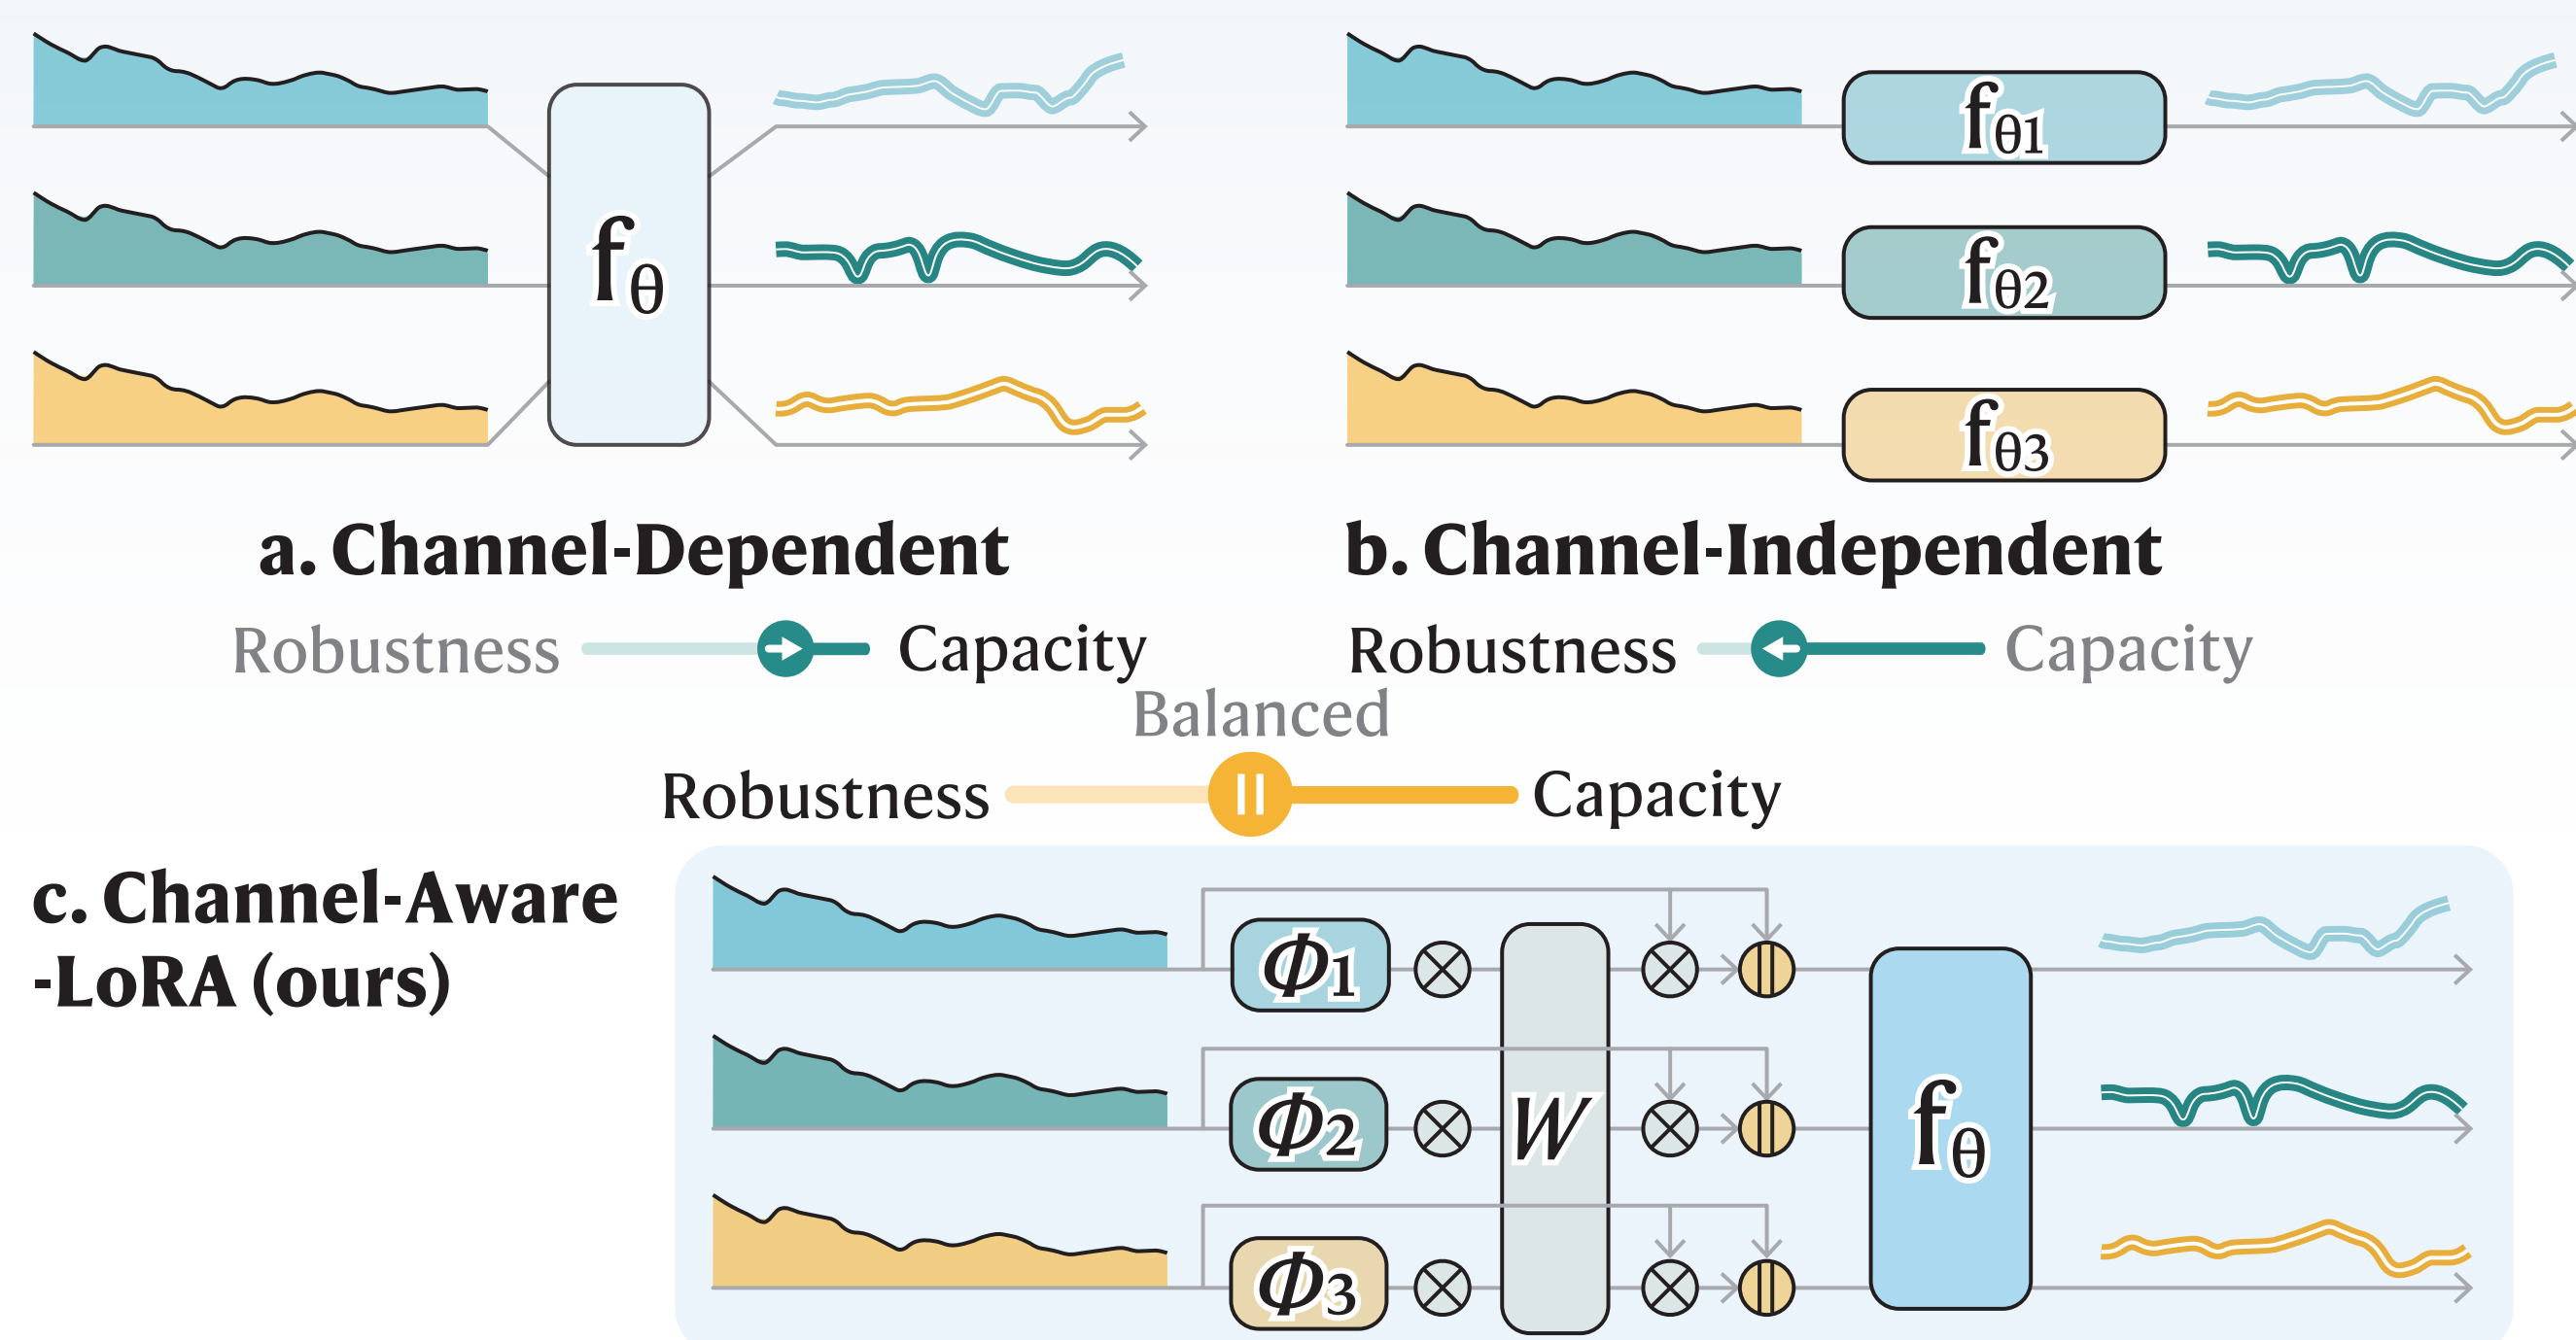 fθ
fθ1
fθ2
fθ3
a. Channel-Dependent
b. Channel-Independent
Robustness Capacity
Robustness Capacity
Balanced
Robustness Capacity
c. Channel-Aware
-LoRA (ours)
Φ1
Φ2
Φ3
W
fθ